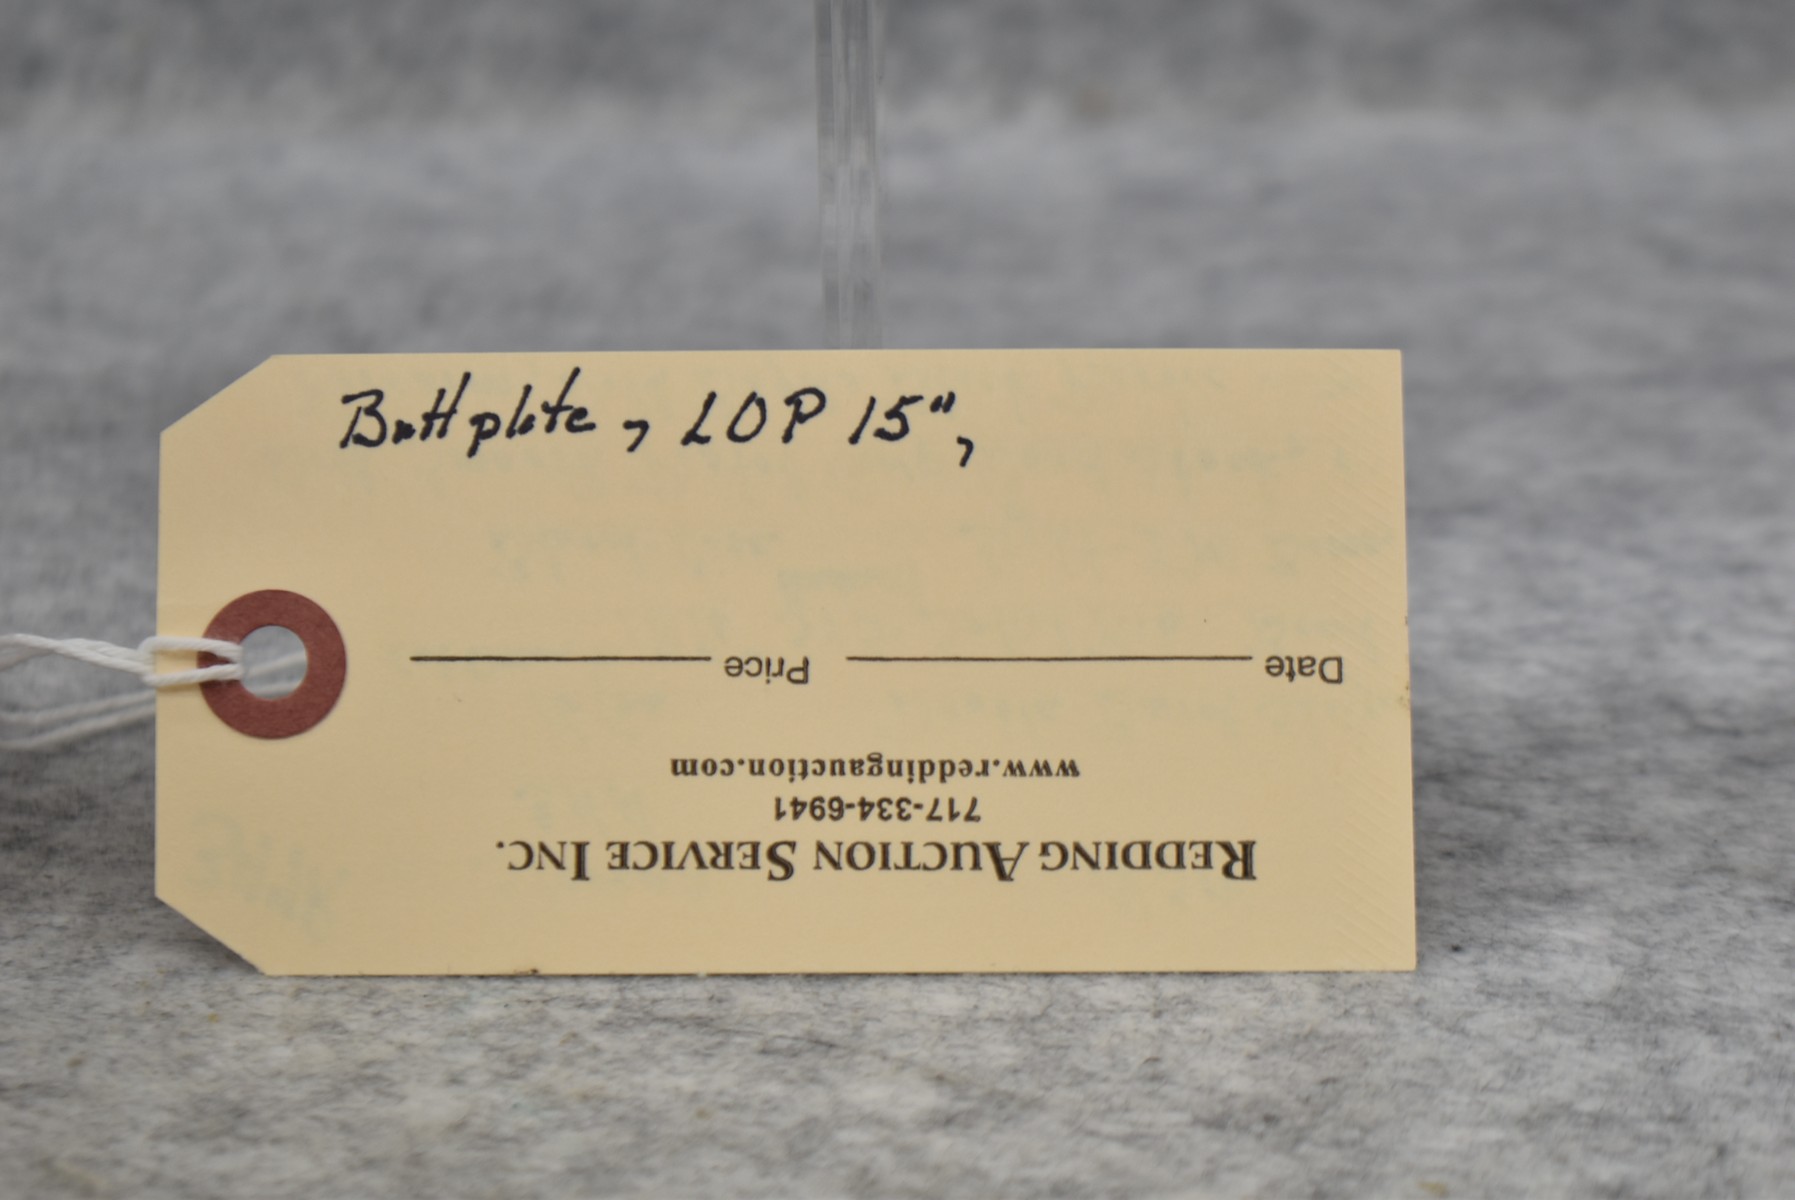 Buttplate, LOP 15",
REDDING AUCTION SERVICE INC.
717-334-6941
www.reddingauction.com
Date Price